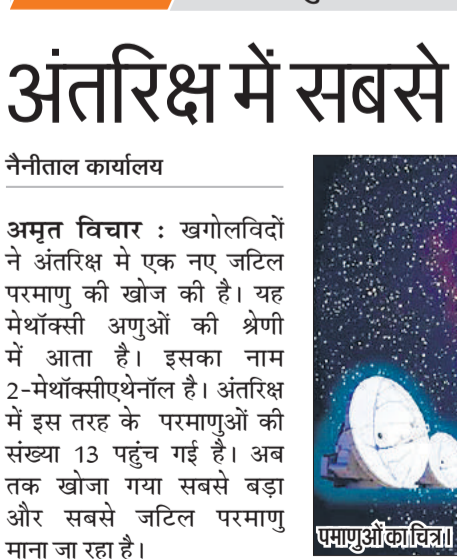 अंतरिक्ष में सबसे
नैनीताल कार्यालय
अमृत विचार : खगोलविदों
ने अंतरिक्ष मे एक नए जटिल
परमाणु की खोज की है। यह
मेथॉक्सी अणुओं की श्रेणी
में आता है। इसका नाम
2-मेथॉक्सीएथेनॉल है। अंतरिक्ष
में इस तरह के परमाणुओं की
संख्या 13 पहुंच गई है। अब
तक खोजा गया सबसे बड़ा
और सबसे जटिल परमाणु
माना जा रहा है।
पमाणुओं का चित्र।